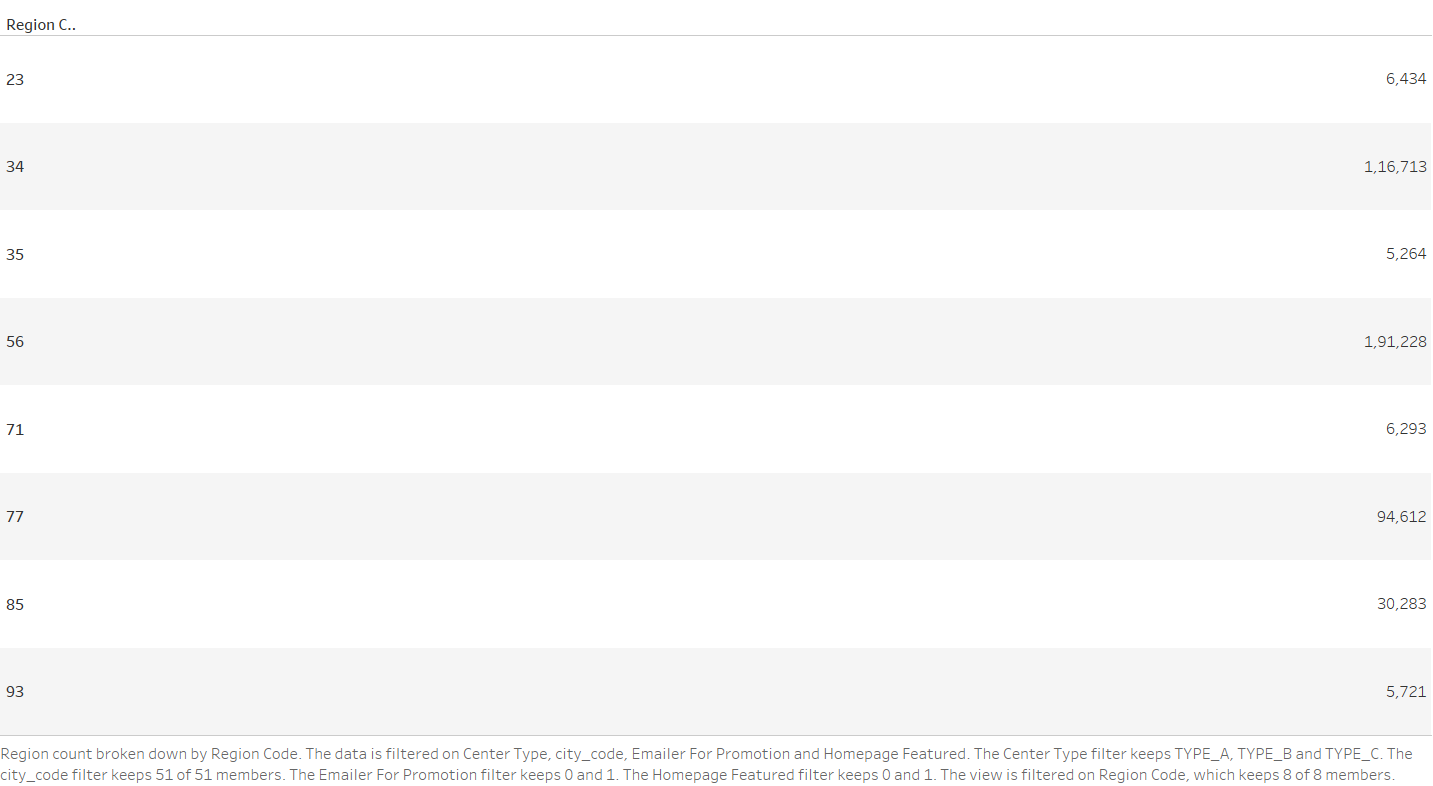 Region C..
23 6,434
34 1,16,713
35 5,264
56 1,91,228
71 6,293
77 94,612
85 30,283
93 5,721
Region count broken down by Region Code. The data is filtered on Center Type, city_code, Emailer For Promotion and Homepage Featured. The Center Type filter keeps TYPE_A, TYPE_B and TYPE_C. The
city_code filter keeps 51 of 51 members. The Emailer For Promotion filter keeps 0 and 1. The Homepage Featured filter keeps 0 and 1. The view is filtered on Region Code, which keeps 8 of 8 members.